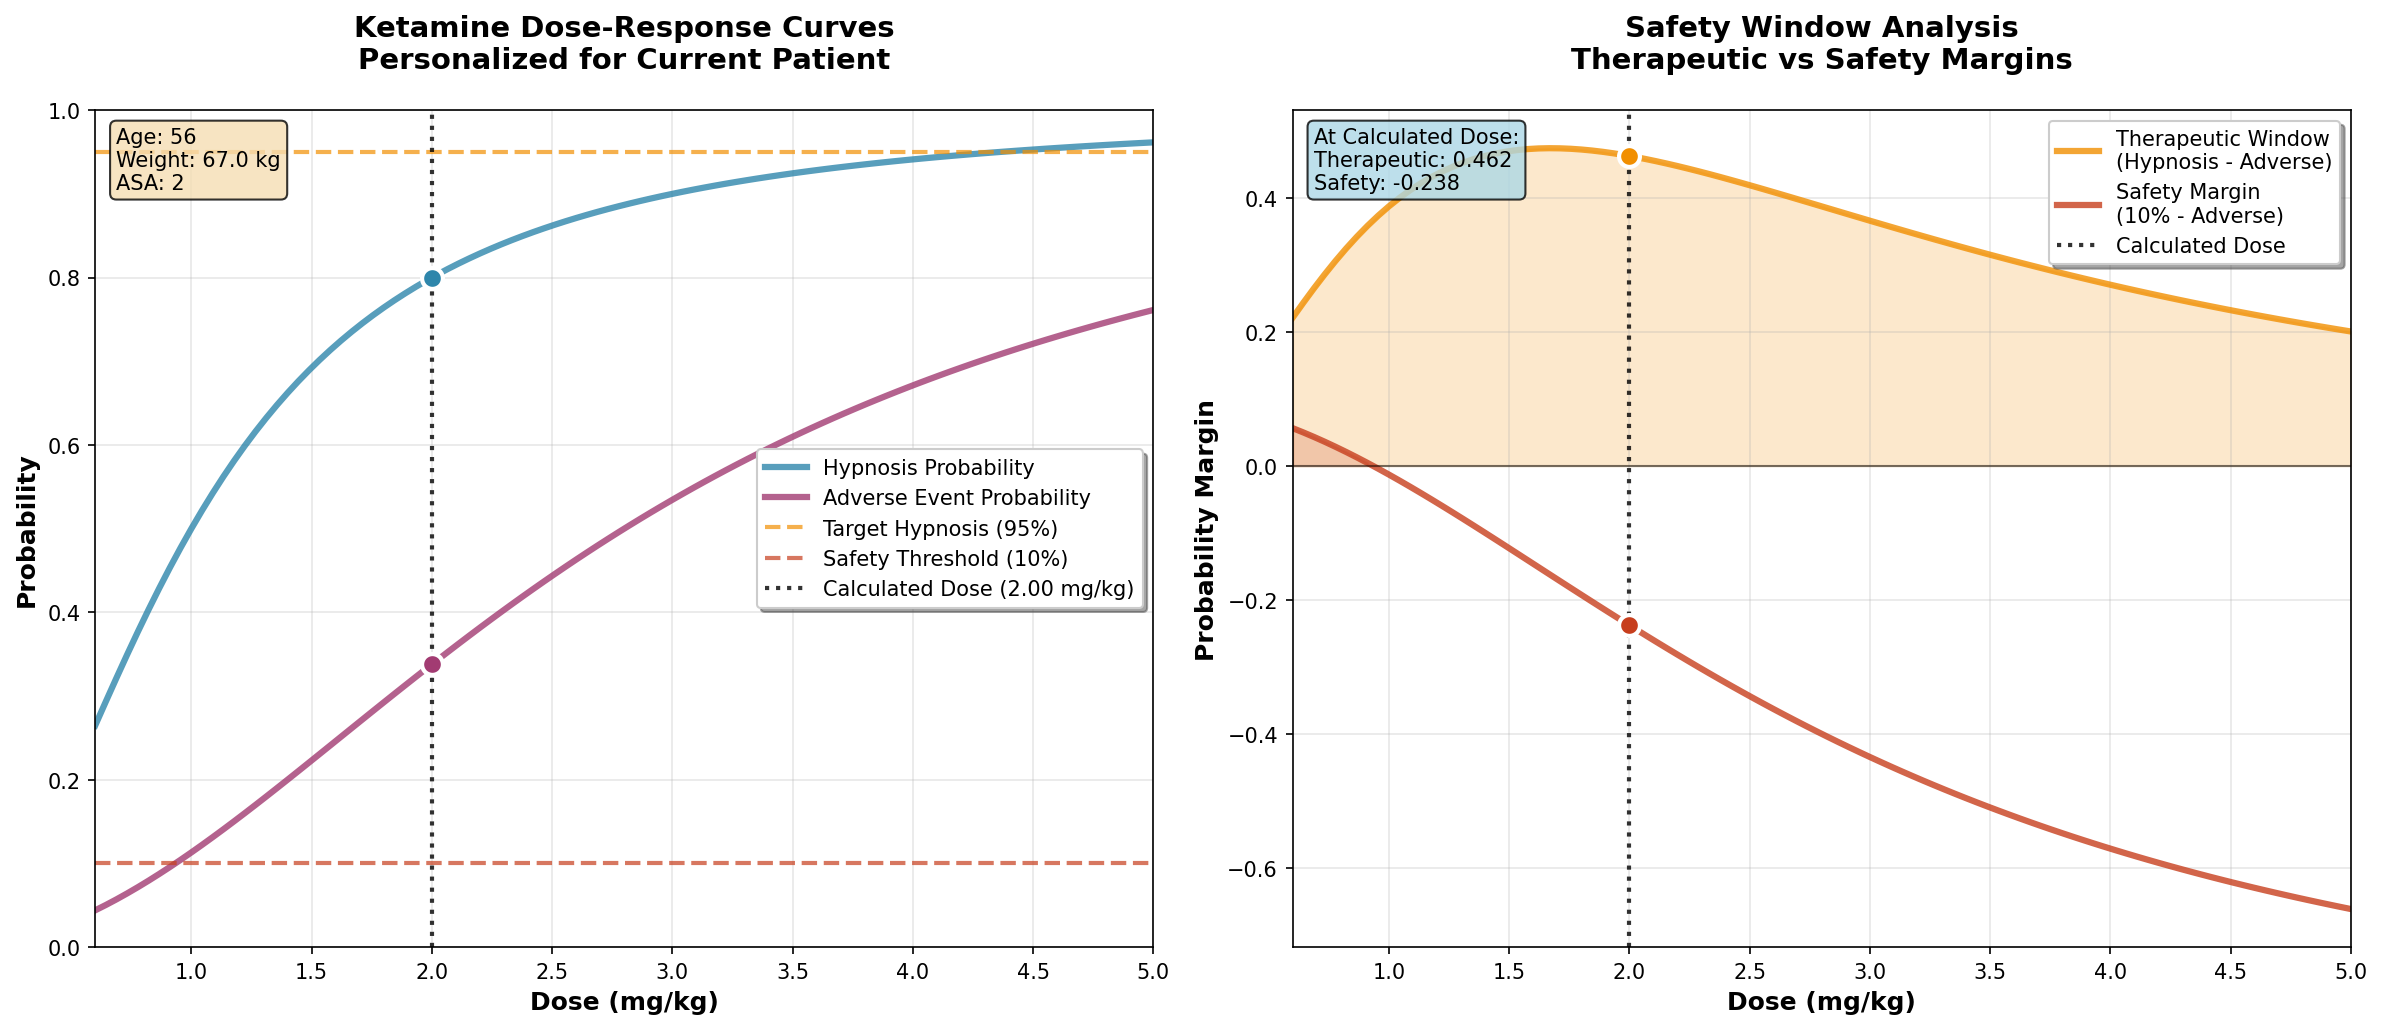 Ketamine Dose-Response Curves
Personalized for Current Patient
Age: 56
Weight: 67.0 kg
ASA: 2
Hypnosis Probability
Adverse Event Probability
Target Hypnosis (95%)
Safety Threshold (10%)
Calculated Dose (2.00 mg/kg)
Probability
1.0
0.8
0.6
0.4
0.2
0.0
1.0 1.5 2.0 2.5 3.0 3.5 4.0 4.5 5.0
Dose (mg/kg)
Safety Window Analysis
Therapeutic vs Safety Margins
At Calculated Dose:
Therapeutic: 0.462
Safety: -0.238
Therapeutic Window
(Hypnosis - Adverse)
Safety Margin
(10% - Adverse)
Calculated Dose
Probability Margin
0.4
0.2
0.0
−0.2
−0.4
−0.6
1.0 1.5 2.0 2.5 3.0 3.5 4.0 4.5 5.0
Dose (mg/kg)